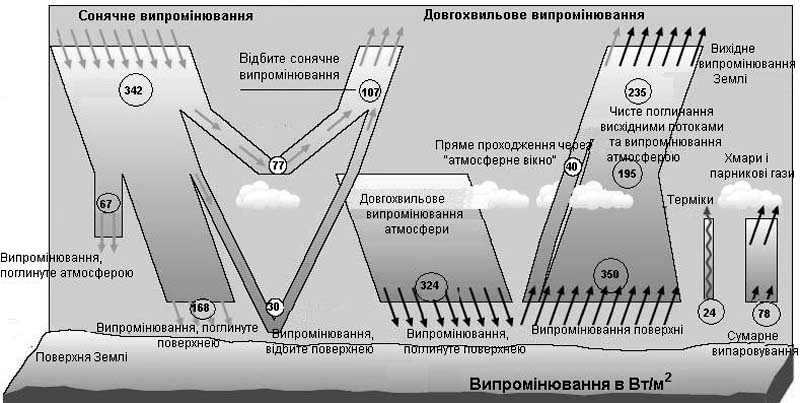 Сонячне випромінювання
Довгохвильове випромінювання
342
Відбите сонячне
випромінювання
107
77
67
Випромінювання,
поглинуте атмосферою
168
Випромінювання, поглинуте
поверхнею
30
Випромінювання,
відбите поверхнею
Довгохвильове
випромінювання
атмосфери
324
Випромінювання,
поглинуте поверхнею
Пряме проходження через
"атмосферне вікно"
40
Вихідне
випромінювання
Землі
235
Чисте поглинання
висхідними потоками
та випромінювання
атмосферою
195
350
Випромінювання поверхні
Хмари і
парникові гази
Терміки
24
78
Сумарне
випаровування
Поверхня Землі
Випромінювання в Вт/м²